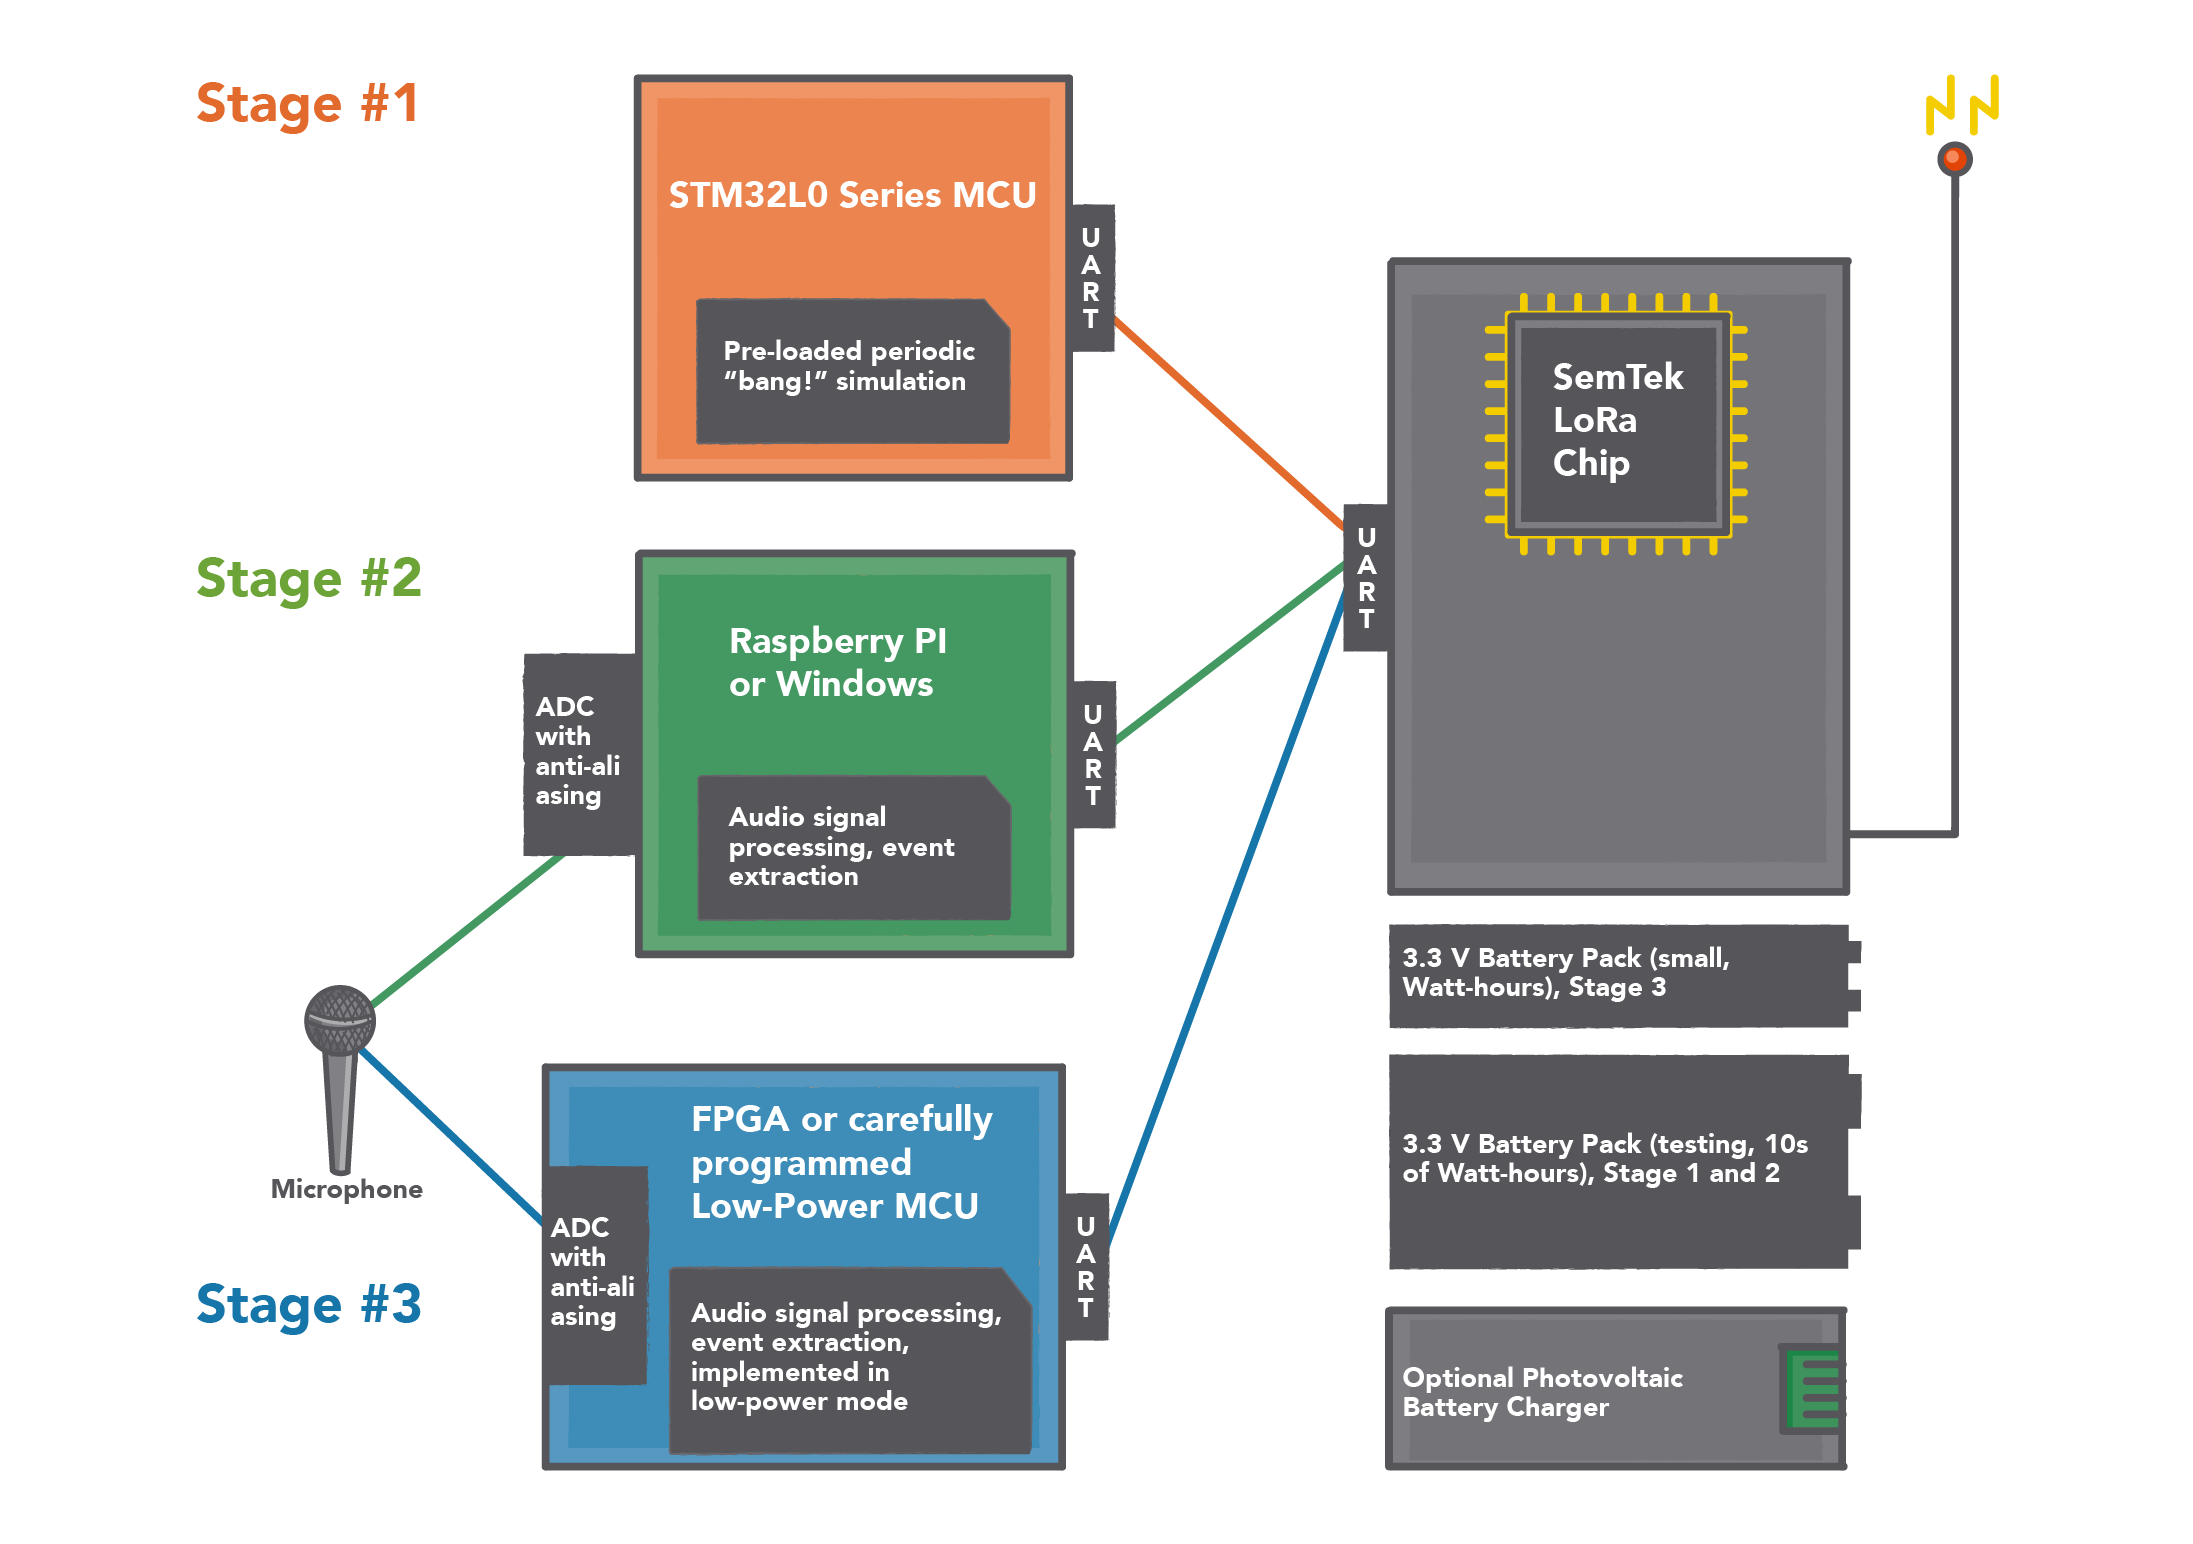 Stage #1
STM32L0 Series MCU
Pre-loaded periodic
“bang!” simulation
UART
Stage #2
Raspberry PI
or Windows
ADC
with
anti-ali
asing
Audio signal
processing, event
extraction
UART
Microphone
Stage #3
FPGA or carefully
programmed
Low-Power MCU
ADC
with
anti-ali
asing
Audio signal processing,
event extraction,
implemented in
low-power mode
UART
UART
SemTek
LoRa
Chip
3.3 V Battery Pack (small,
Watt-hours), Stage 3
3.3 V Battery Pack (testing, 10s
of Watt-hours), Stage 1 and 2
Optional Photovoltaic
Battery Charger